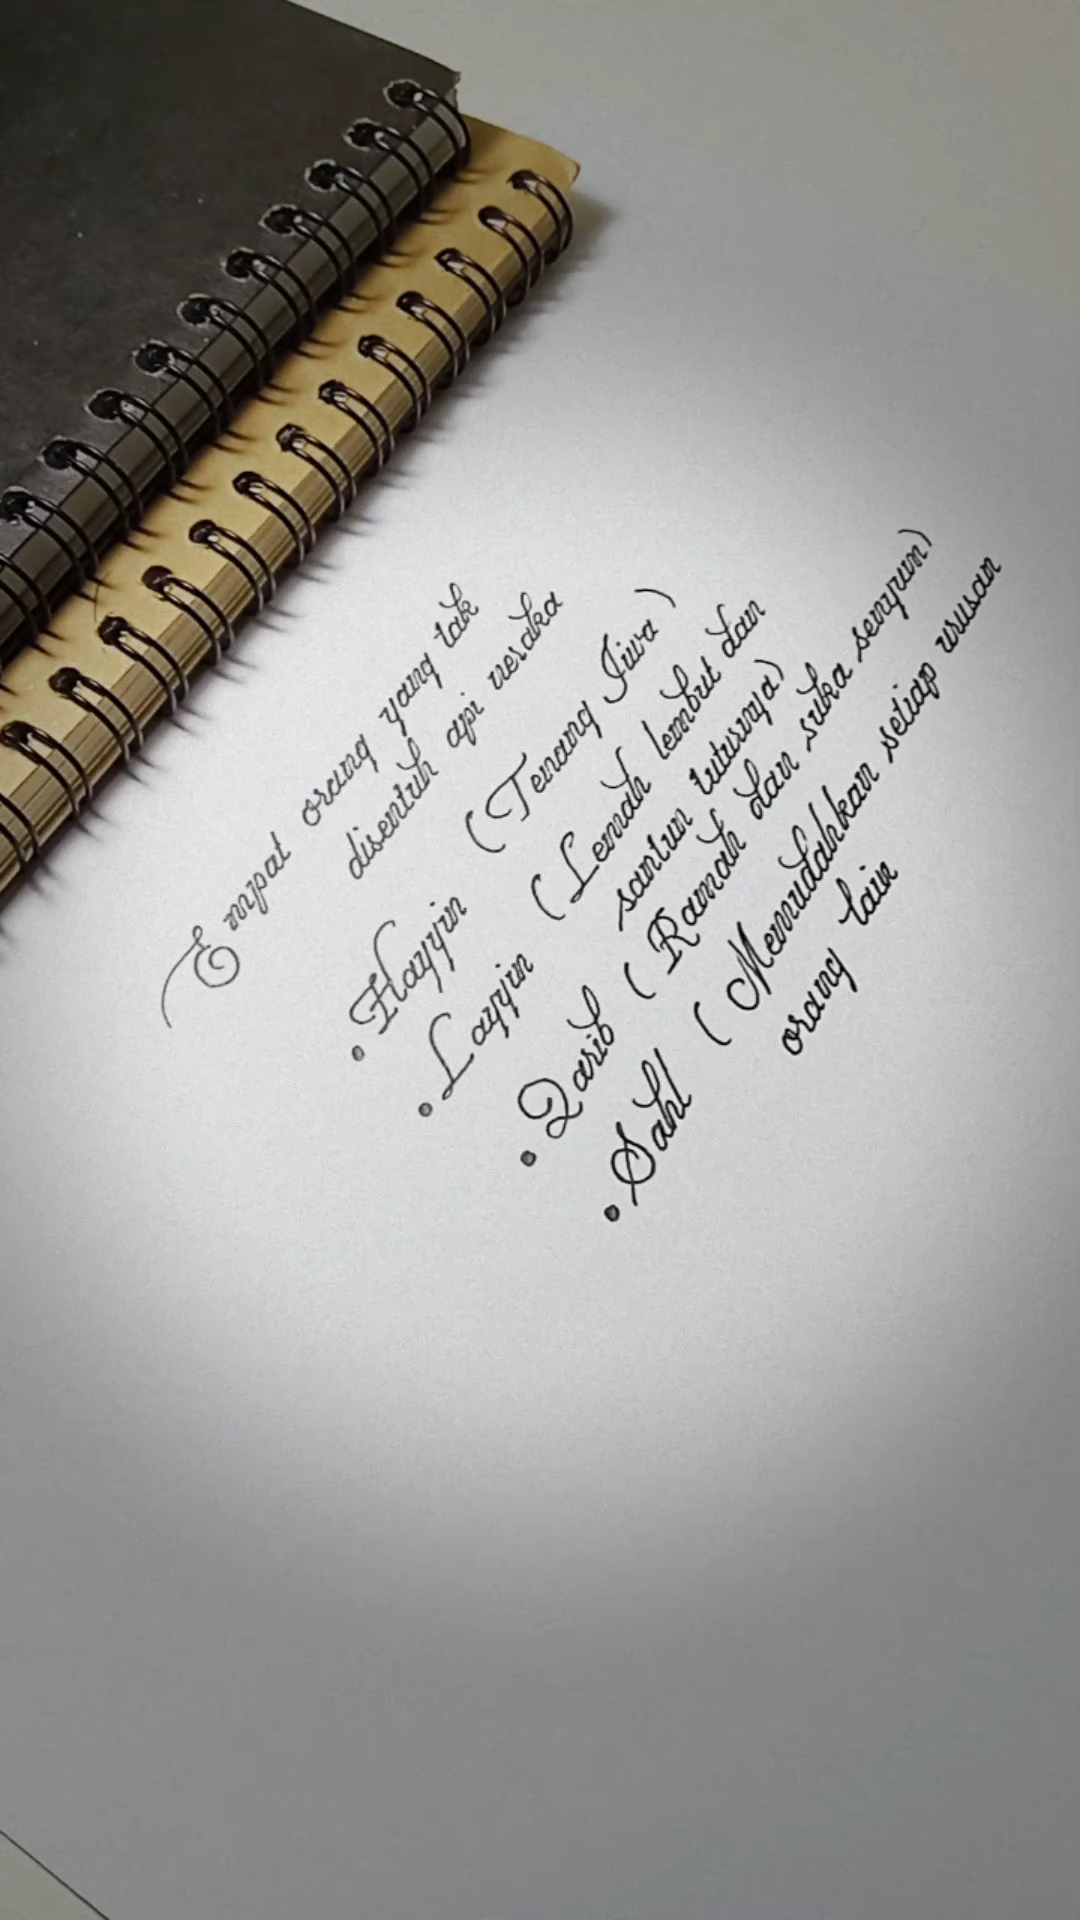 Empat orang yang tak
disentuh api neraka
• Hayyin (Tenang Jiwa)
• Layyin (Lemah lembut dan
santun tuturnya)
• Qarib (Ramah dan suka senyum)
• Sahl (Memudahkan setiap urusan
orang lain